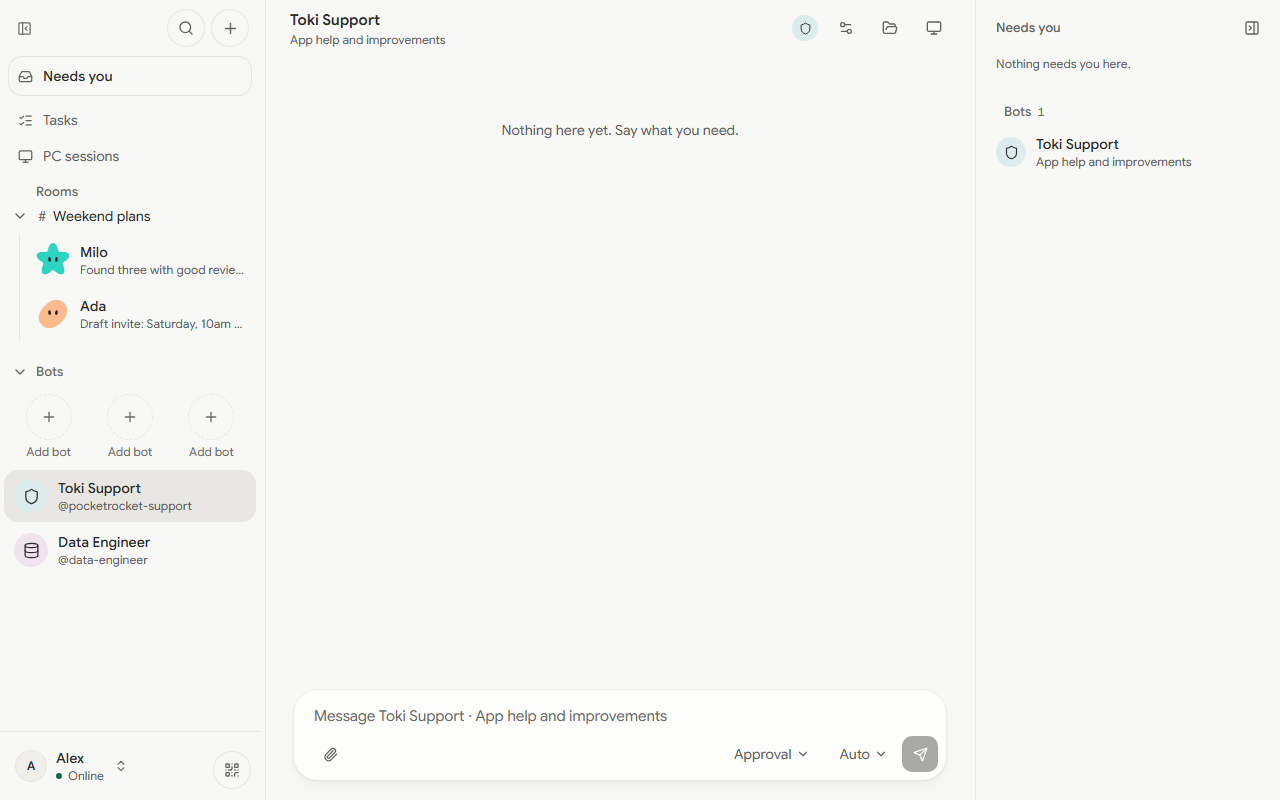 Needs you
Tasks
PC sessions
Rooms
# Weekend plans
Milo
Found three with good revie...
Ada
Draft invite: Saturday, 10am ...
Bots
Add bot
Add bot
Add bot
Toki Support
@pocketrocket-support
Data Engineer
@data-engineer
A
Alex
Online
Toki Support
App help and improvements
Nothing here yet. Say what you need.
Message Toki Support · App help and improvements
Approval
Auto
Needs you
Nothing needs you here.
Bots 1
Toki Support
App help and improvements